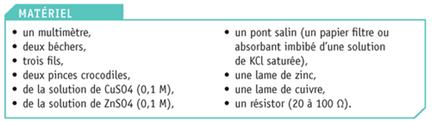 MATÉRIEL
• un multimètre,
• deux béchers,
• trois fils,
• deux pinces crocodiles,
• de la solution de CuSO4 (0,1 M),
• de la solution de ZnSO4 (0,1 M),
• un pont salin (un papier filtre ou
absorbant imbibé d'une solution
de KCl saturée),
• une lame de zinc,
• une lame de cuivre,
• un résistor (20 à 100 Ω).